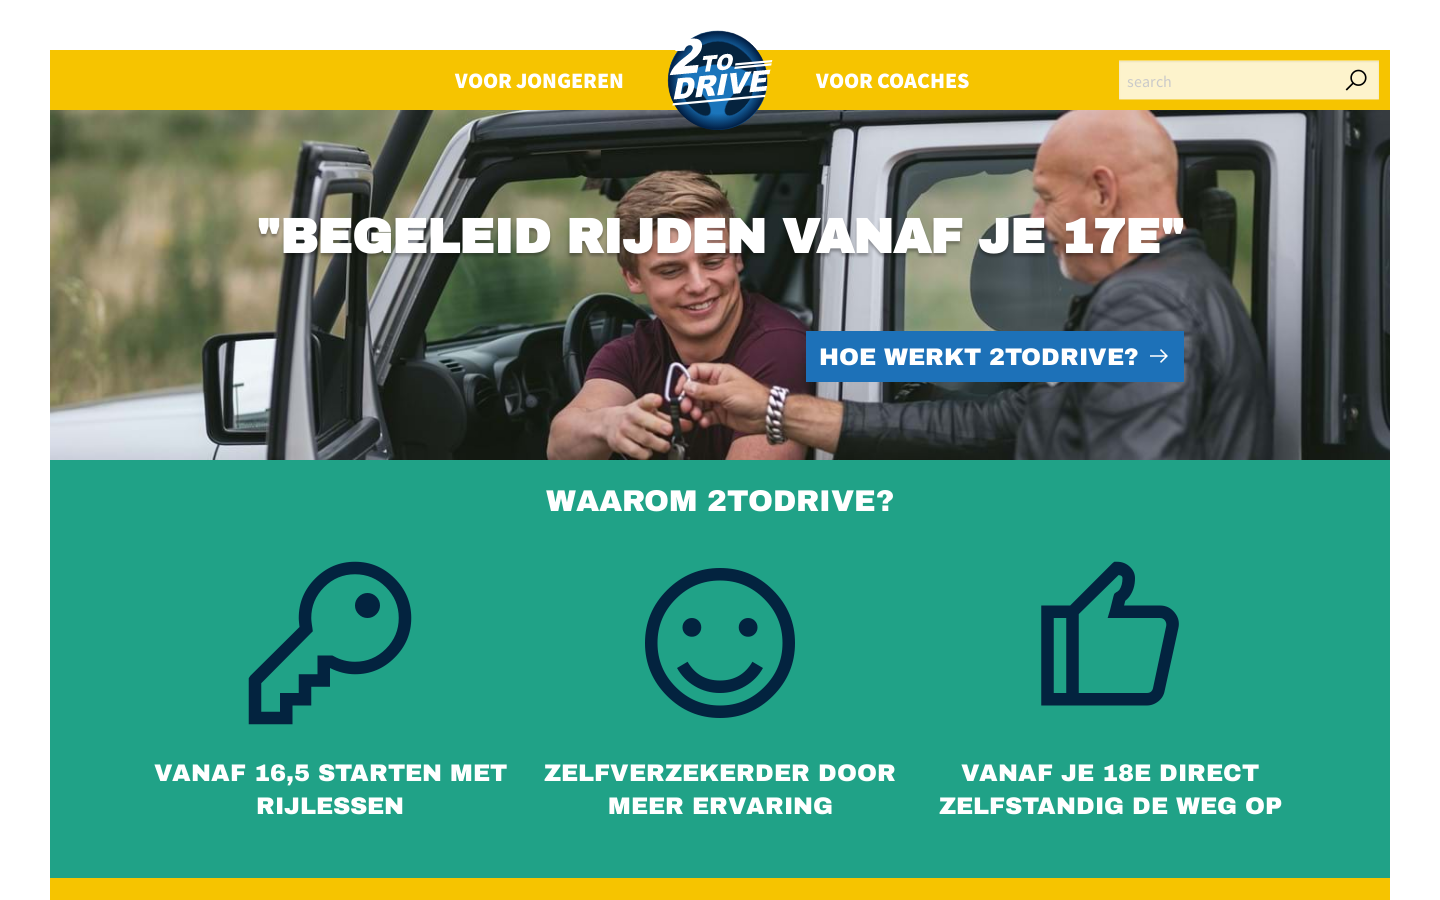 VOOR JONGEREN
2 TO
DRIVE
VOOR COACHES
search
"BEGELEID RIJDEN VANAF JE 17E"
HOE WERKT 2TODRIVE?
WAAROM 2TODRIVE?
VANAF 16,5 STARTEN MET
RIJLESSEN
ZELFVERZEKERDER DOOR
MEER ERVARING
VANAF JE 18E DIRECT
ZELFSTANDIG DE WEG OP